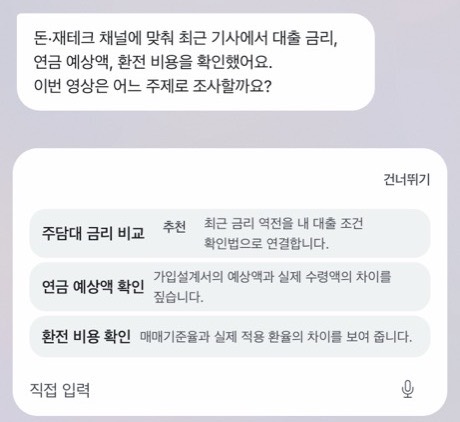 돈·재테크 채널에 맞춰 최근 기사에서 대출 금리,
연금 예상액, 환전 비용을 확인했어요.
이번 영상은 어느 주제로 조사할까요?
건너뛰기
주담대 금리 비교 추천 최근 금리 역전을 내 대출 조건
확인법으로 연결합니다.
연금 예상액 확인 가입설계서의 예상액과 실제 수령액의 차이를
짚습니다.
환전 비용 확인 매매기준율과 실제 적용 환율의 차이를 보여 줍니다.
직접 입력